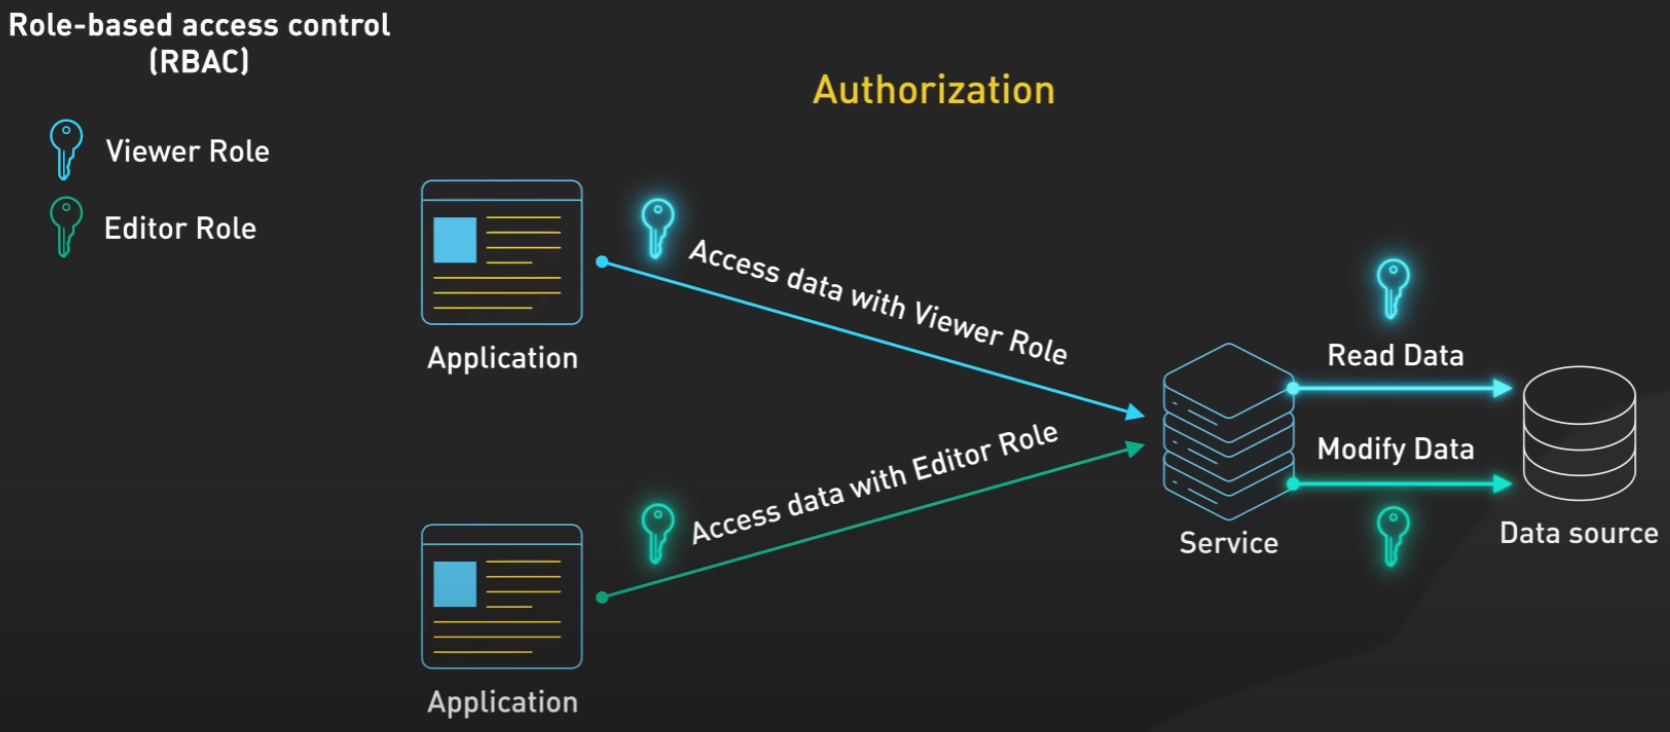 Role-based access control
(RBAC)
Authorization
Viewer Role
Editor Role
Access data with Viewer Role
Application
Read Data
Access data with Editor Role
Modify Data
Service
Data source
Application